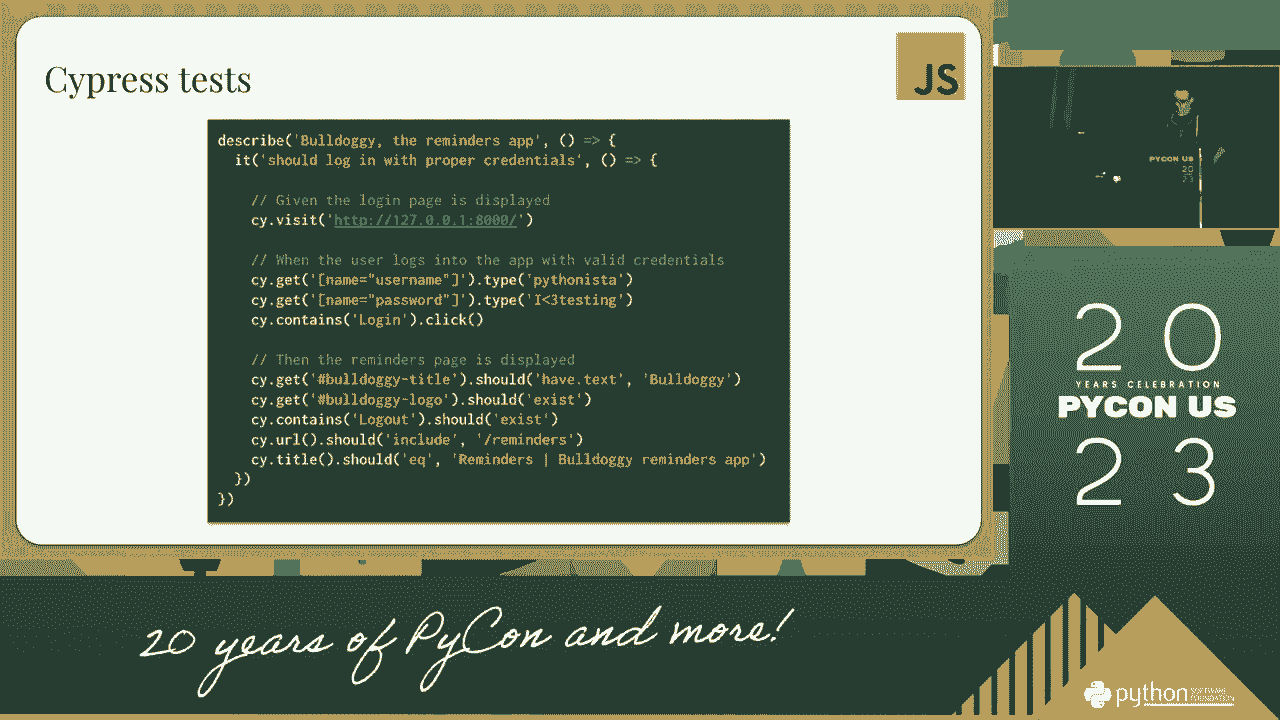 Cypress tests
JS
describe('Bulldoggy, the reminders app', () => {
it('should log in with proper credentials', () => {
// Given the login page is displayed
cy.visit('http://127.0.0.1:8000/')
// When the user logs into the app with valid credentials
cy.get('[name="username"]').type('pythonista')
cy.get('[name="password"]').type('I<3testing')
cy.contains('Login').click()
// Then the reminders page is displayed
cy.get('#bulldoggy-title').should('have.text', 'Bulldoggy')
cy.get('#bulldoggy-logo').should('exist')
cy.contains('Logout').should('exist')
cy.url().should('include', '/reminders')
cy.title().should('eq', 'Reminders | Bulldoggy reminders app')
})
})
PYCON US
20
23
20
YEARS CELEBRATION
PYCON US
23
20 years of PyCon and more!
python
SOFTWARE
FOUNDATION